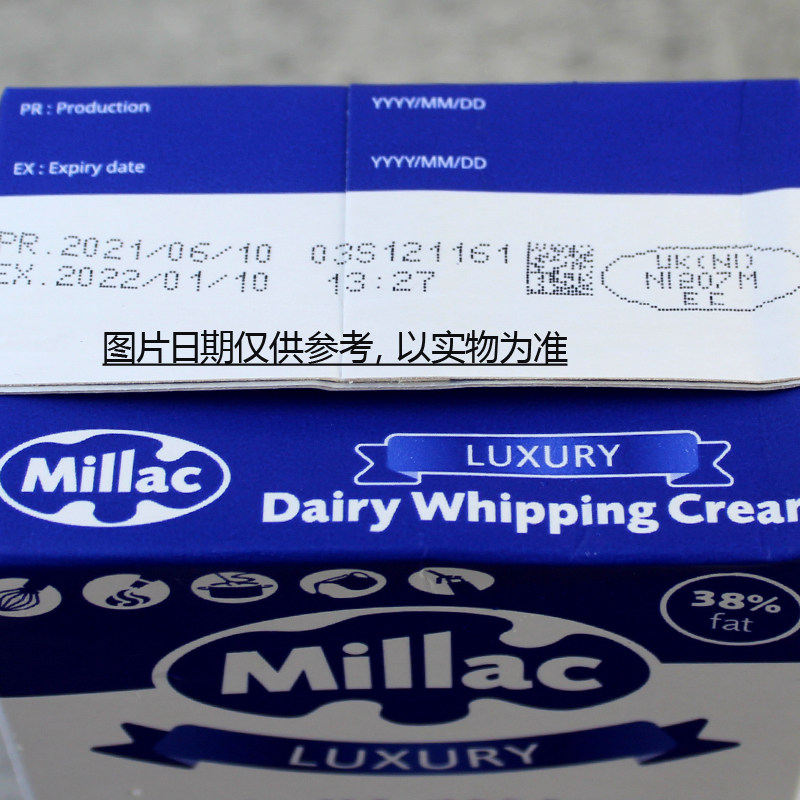 PR : Production YYYY/MM/DD
EX : Expiry date YYYY/MM/DD
PR.2021/06/10 03S121161
EX.2022/01/10 13:27
UK(NI)
NI207M
EC
图片日期仅供参考, 以实物为准
Millac
LUXURY
Dairy Whipping Crea
38%
fat
Millac
LUXURY